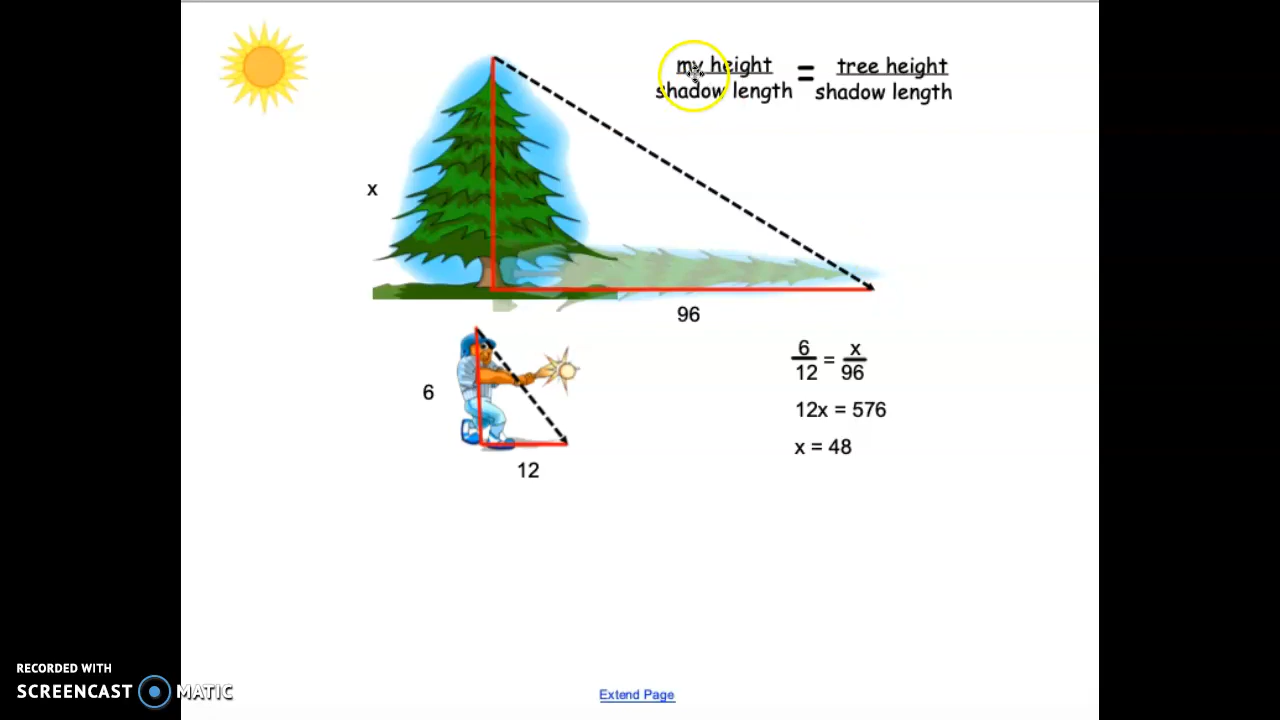 my height = tree height
shadow length shadow length
x
96
6
12
6 = x
12 96
12x = 576
x = 48
RECORDED WITH
SCREENCAST MATIC
Extend Page